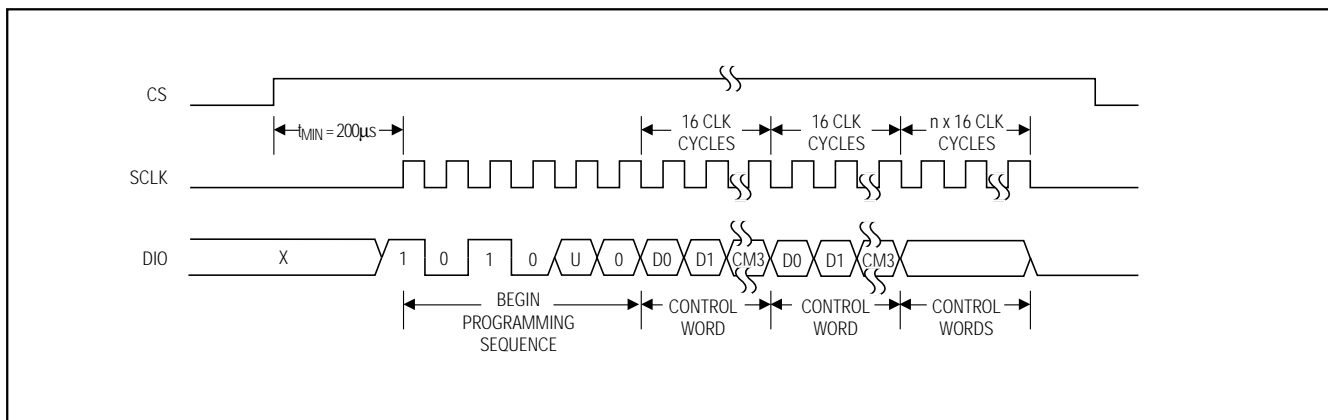 CS
tMIN = 200µs
16 CLK
CYCLES
16 CLK
CYCLES
n x 16 CLK
CYCLES
SCLK
DIO
X
1 0 1 0 U 0 D0 D1 CM3 D0 D1 CM3
BEGIN
PROGRAMMING
SEQUENCE
CONTROL
WORD
CONTROL
WORD
CONTROL
WORDS